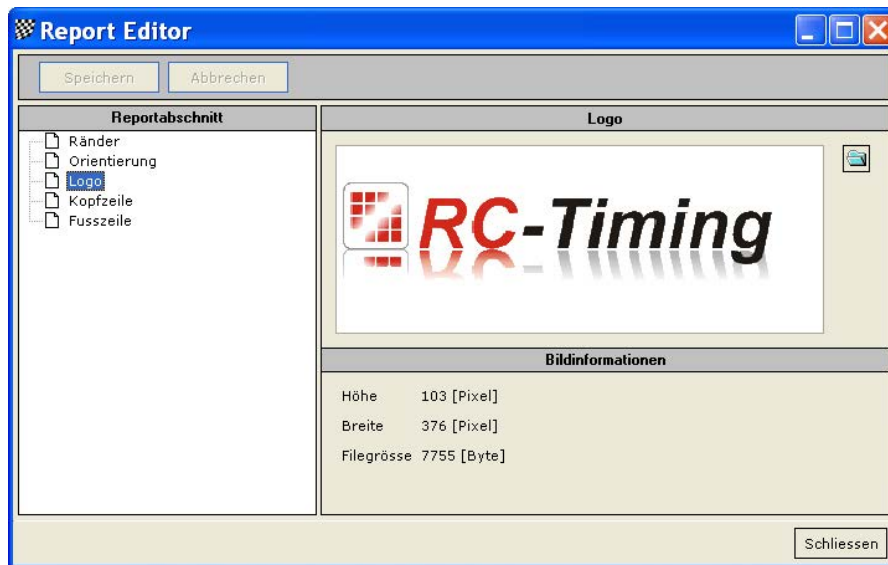 Report Editor
Speichern Abbrechen
Reportabschnitt
Ränder
Orientierung
Logo
Kopfzeile
Fusszeile
Logo
RC-Timing
Bildinformationen
Höhe 103 [Pixel]
Breite 376 [Pixel]
Filegrösse 7755 [Byte]
Schliessen